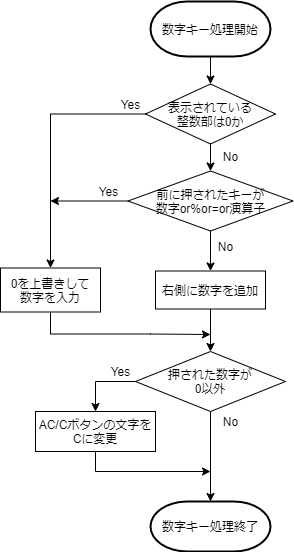 数字キー処理開始
表示されている
整数部は0か
Yes
No
前に押されたキーが
数字or%or=or演算子
Yes
No
0を上書きして
数字を入力
右側に数字を追加
押された数字が
0以外
Yes
No
AC/Cボタンの文字を
Cに変更
数字キー処理終了